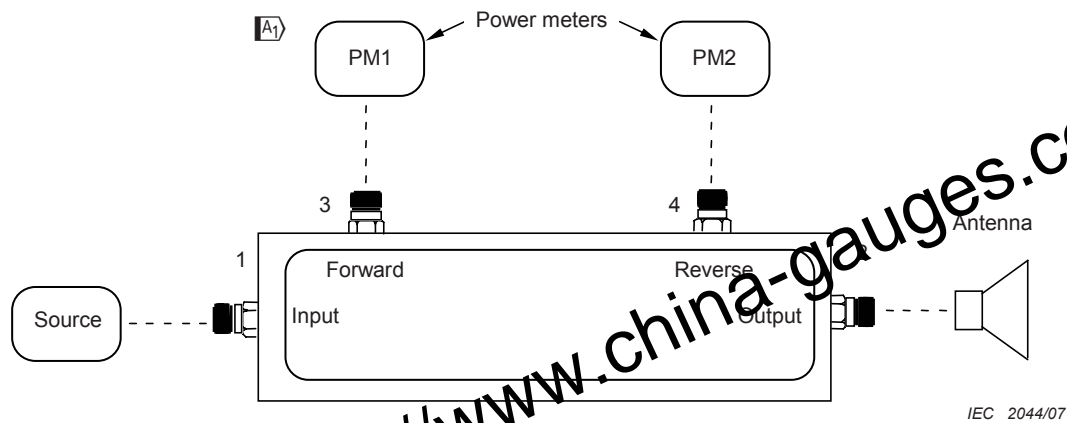 A1
Power meters
PM1
PM2
3
4
Antenna
1
Forward
Reverse
Source
Input
Output
//www.china-gauges.c
IEC 2044/07